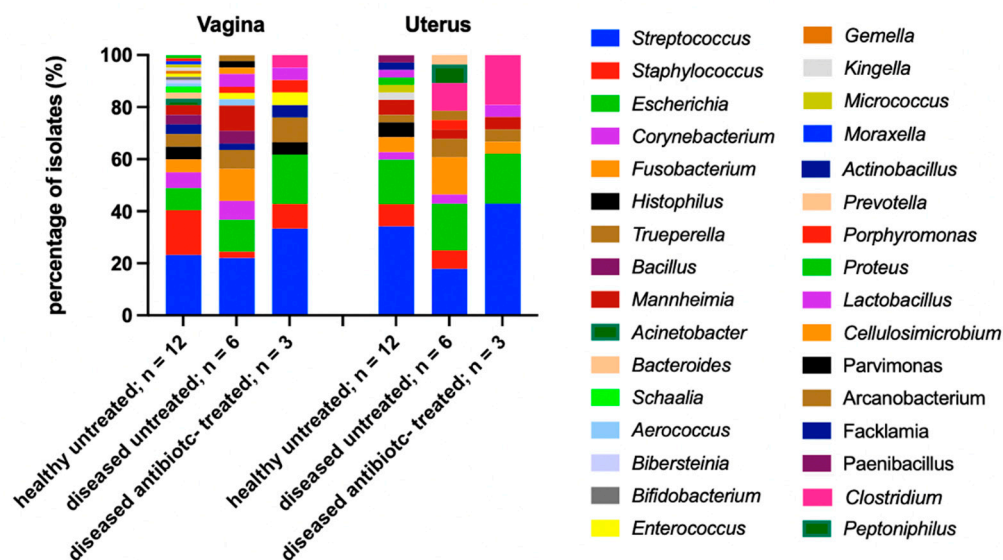 Vagina
Uterus
percentage of isolates (%)
100
80
60
40
20
0
healthy untreated; n = 12
diseased untreated; n = 6
diseased antibiotc- treated; n = 3
healthy untreated; n = 12
diseased untreated; n = 6
diseased antibiotc- treated; n = 3
Streptococcus
Staphylococcus
Escherichia
Corynebacterium
Fusobacterium
Histophilus
Trueperella
Bacillus
Mannheimia
Acinetobacter
Bacteroides
Schaalia
Aerococcus
Bibersteinia
Bifidobacterium
Enterococcus
Gemella
Kingella
Micrococcus
Moraxella
Actinobacillus
Prevotella
Porphyromonas
Proteus
Lactobacillus
Cellulosimicrobium
Parvimonas
Arcanobacterium
Facklamia
Paenibacillus
Clostridium
Peptoniphilus